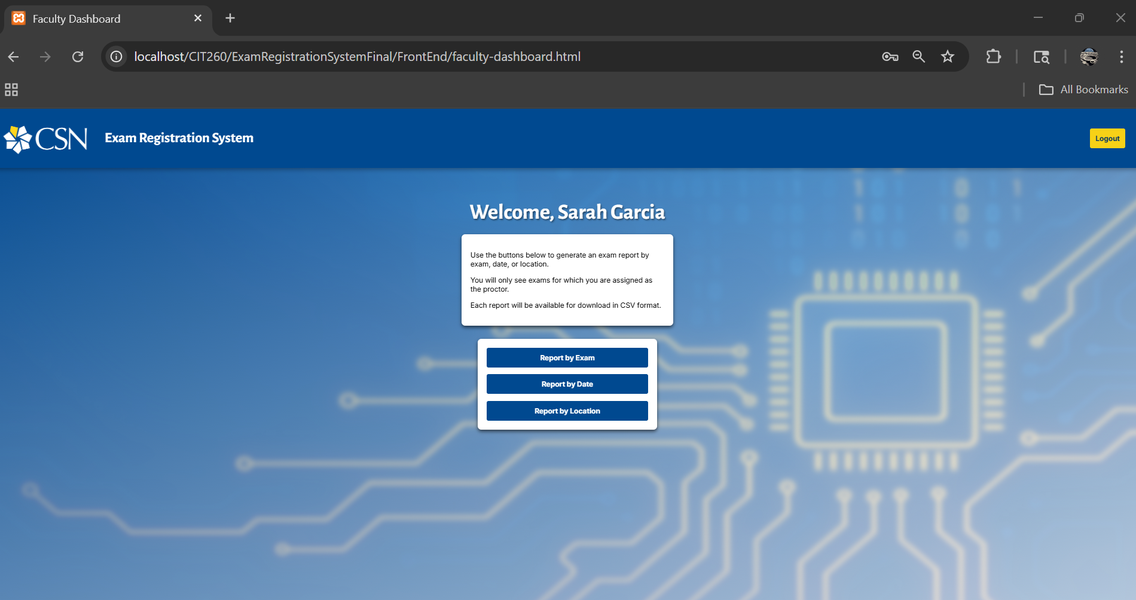 Faculty Dashboard
localhost/CIT260/ExamRegistrationSystemFinal/FrontEnd/faculty-dashboard.html
All Bookmarks
CSN
Exam Registration System
Logout
Welcome, Sarah Garcia
Use the buttons below to generate an exam report by
exam, date, or location.
You will only see exams for which you are assigned as
the proctor.
Each report will be available for download in CSV format.
Report by Exam
Report by Date
Report by Location